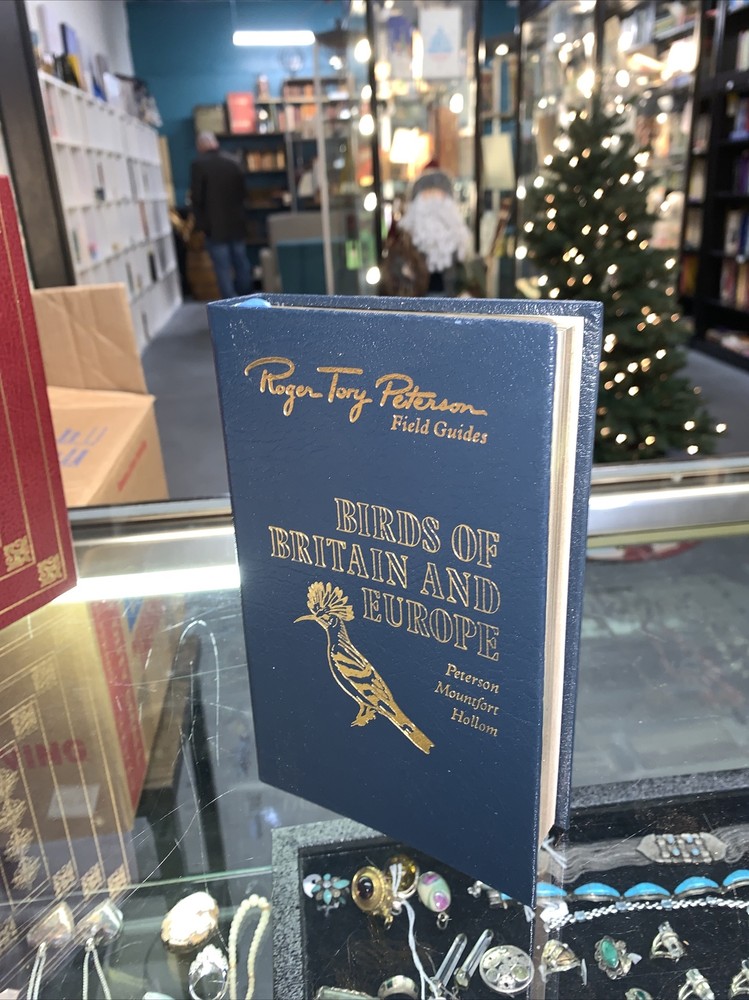 Roger Tory Peterson
Field Guides
BIRDS OF
BRITAIN AND
EUROPE
Peterson
Mountfort
Hollom